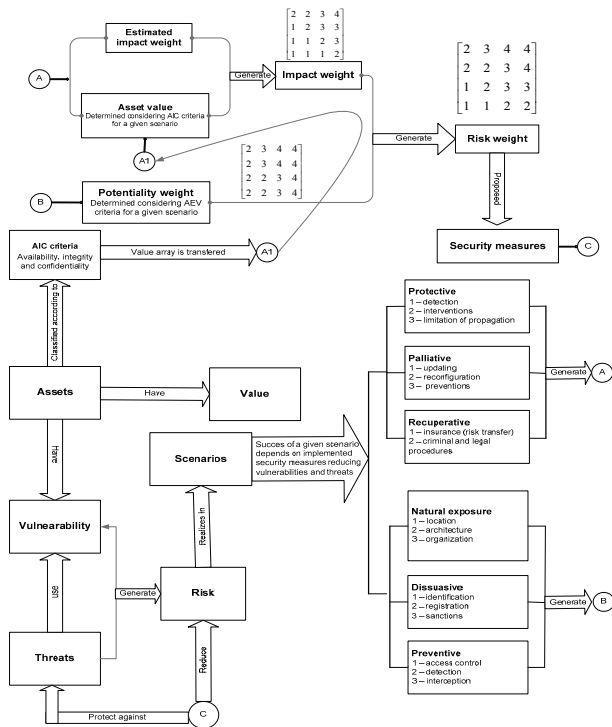 Estimated
impact weight
2 2 3 4
1 2 3 3
1 1 2 3
1 1 1 2
2 3 4 4
2 2 3 4
1 2 3 3
1 1 2 2
A
Generate
Impact weight
Asset value
Determined considering AIC criteria
for a given scenario
A1
Generate
Risk weight
2 3 4 4
2 3 4 4
2 2 3 4
2 2 3 4
B
Potentiality weight
Determined considering AEV
criteria for a given scenario
Proposed
Security measures
C
AIC criteria
Availability, integrity
and confidentiality
Value array is transferred
A1
Classified according to
Assets
Have
Value
Have
Scenarios
Succes of a given scenario
depends on implemented
security measures reducing
vulnerabilities and threats
Protective
1 – detection
2 – interventions
3 – limitation of propagation
Palliative
1 – updating
2 – reconfiguration
3 – preventions
Generate
A
Recuperative
1 – insurance (risk transfer)
2 – criminal and legal
procedures
Vulnearability
Realizes in
Natural exposure
1 – location
2 – architecture
3 – organization
use
Generate
Risk
Dissuasive
1 – identification
2 – registration
3 – sanctions
Generate
B
Threats
Reduce
Preventive
1 – access control
2 – detection
3 – interception
Protect against
C